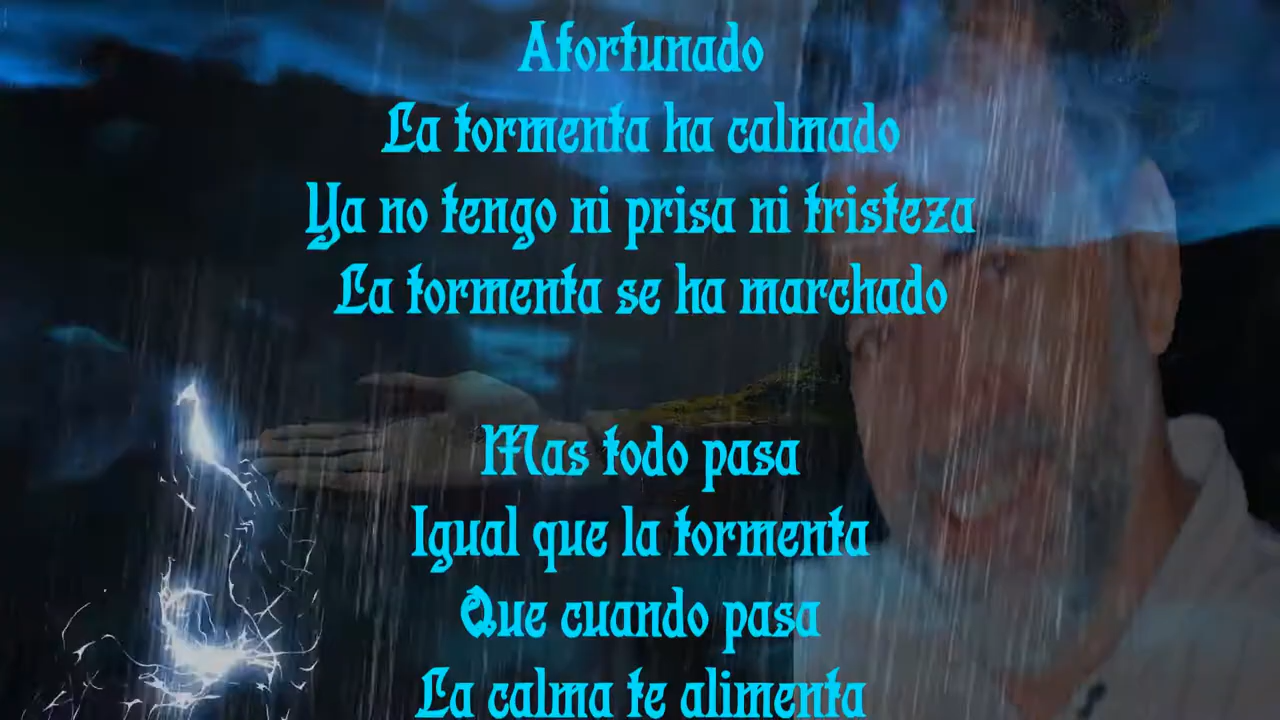 Afortunado
La tormenta ha calmado
Ya no tengo ni prisa ni tristeza
La tormenta se ha marchado
Mas todo pasa
Igual que la tormenta
Que cuando pasa
La calma te alimenta